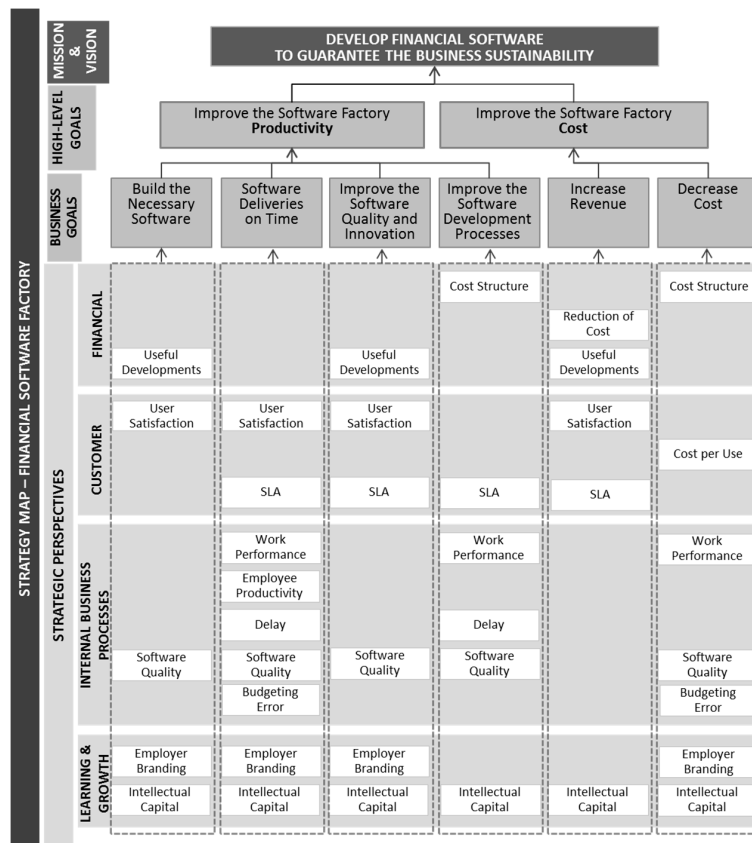 MISSION
&
VISION
DEVELOP FINANCIAL SOFTWARE
TO GUARANTEE THE BUSINESS SUSTAINABILITY
HIGH-LEVEL
GOALS
Improve the Software Factory
Productivity
Improve the Software Factory
Cost
BUSINESS
GOALS
Build the
Necessary
Software
Software
Deliveries
on Time
Improve the
Software
Quality and
Innovation
Improve the
Software
Development
Processes
Increase
Revenue
Decrease
Cost
STRATEGY MAP – FINANCIAL SOFTWARE FACTORY
STRATEGIC PERSPECTIVES
FINANCIAL
Cost Structure
Cost Structure
Reduction of
Cost
Useful
Developments
Useful
Developments
Useful
Developments
CUSTOMER
User
Satisfaction
User
Satisfaction
User
Satisfaction
User
Satisfaction
Cost per Use
SLA
SLA
SLA
SLA
INTERNAL BUSINESS
PROCESSES
Work
Performance
Work
Performance
Work
Performance
Employee
Productivity
Delay
Delay
Software
Quality
Software
Quality
Software
Quality
Software
Quality
Software
Quality
Budgeting
Error
Budgeting
Error
LEARNING &
GROWTH
Employer
Branding
Employer
Branding
Employer
Branding
Employer
Branding
Intellectual
Capital
Intellectual
Capital
Intellectual
Capital
Intellectual
Capital
Intellectual
Capital
Intellectual
Capital